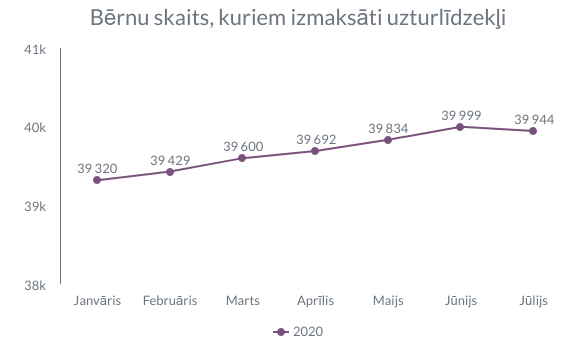 Bērnu skaits, kuriem izmaksāti uzturlīdzekļi
41k
40k
39k
38k
39 320
39 429
39 600
39 692
39 834
39 999
39 944
Janvāris Februāris Marts Aprīlis Maijs Jūnijs Jūlijs
2020